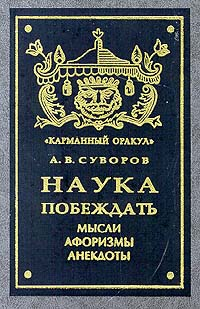 «КАРМАННЫЙ ОРАКУЛ»
А. В. СУВОРОВ
НАУКА
ПОБЕЖДАТЬ
МЫСЛИ
АФОРИЗМЫ
АНЕКДОТЫ